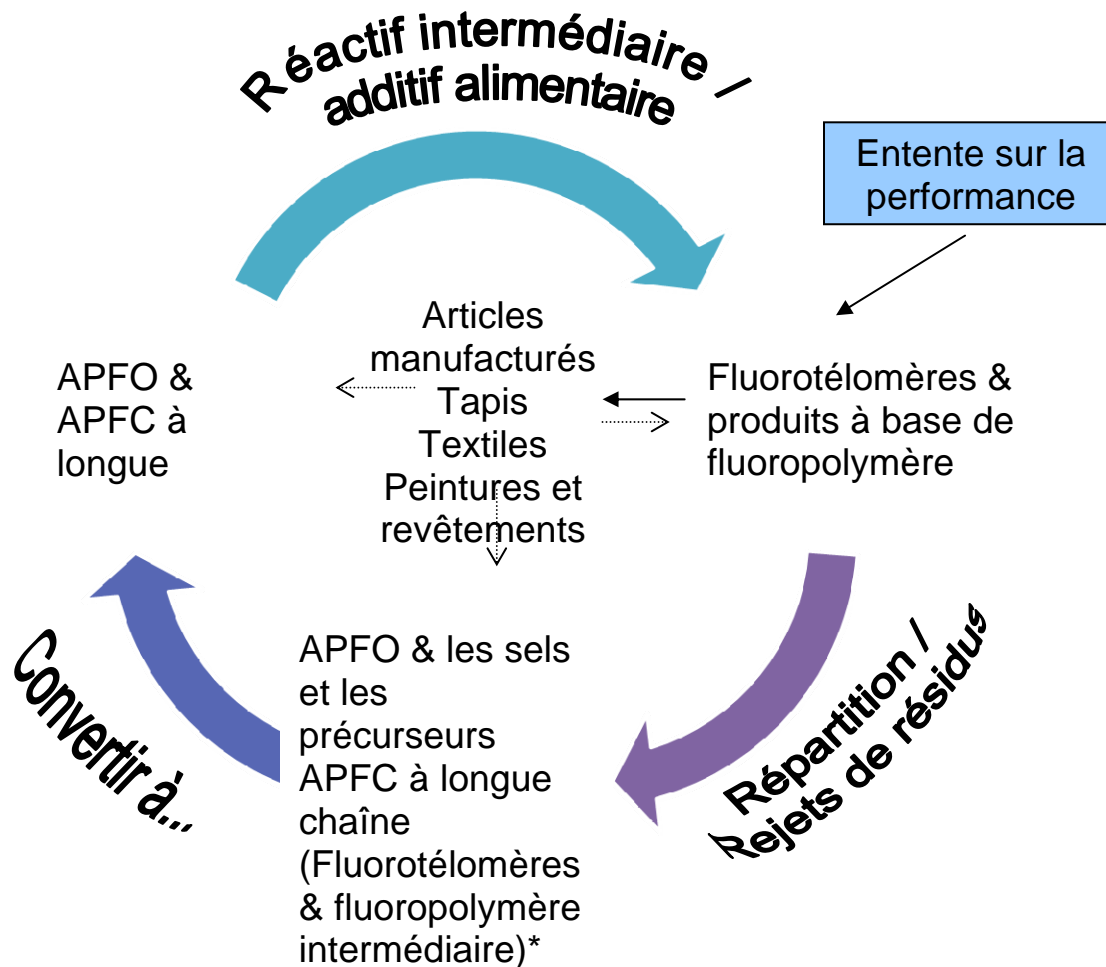 Réactif intermédiaire /
additif alimentaire
Entente sur la
performance
Articles
manufacturés
Tapis
Textiles
Peintures et
revêtements
APFO &
APFC à
longue
Fluorotélomères &
produits à base de
fluoropolymère
Convertir à...
APFO & les sels
et les
précurseurs
APFC à longue
chaîne
(Fluorotélomères
& fluoropolymère
intermédiaire)*
Répartition /
Rejets de résidus